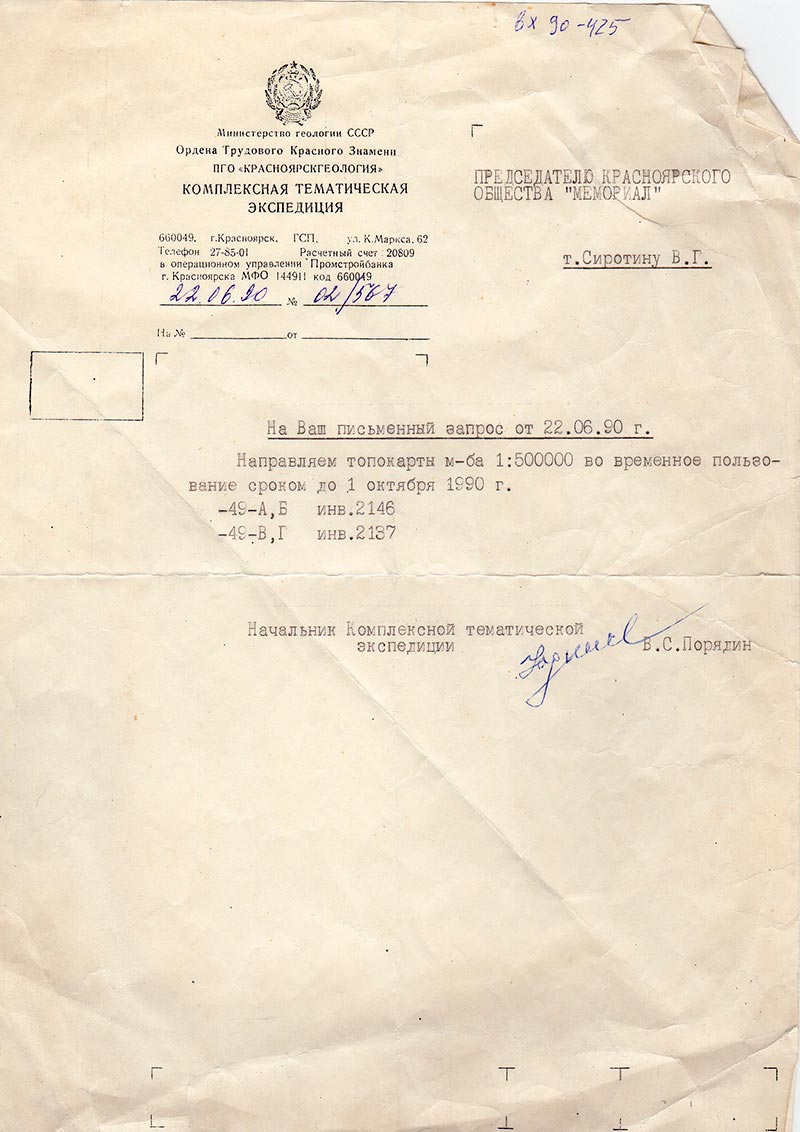 вх 90-425
Министерство геологии СССР
Ордена Трудового Красного Знамени
ПГО «КРАСНОЯРСКГЕОЛОГИЯ»
КОМПЛЕКСНАЯ ТЕМАТИЧЕСКАЯ
ЭКСПЕДИЦИЯ
660049, г.Красноярск, ГСП, ул. К.Маркса, 62
Телефон 27-85-01 Расчетный счет 20809
в операционном управлении Промстройбанка
г. Красноярска МФО 144911 код 660049
22.06.90 № 02/567
На № от
ПРЕДСЕДАТЕЛЮ КРАСНОЯРСКОГО
ОБЩЕСТВА "МЕМОРИАЛ"
т.Сиротину В.Г.
На Ваш письменный запрос от 22.06.90 г.
Направляем топокарты м-ба 1:500000 во временное пользо-
вание сроком до 1 октября 1990 г.
-49-А,Б инв.2146
-49-В,Г инв.2137
Начальник Комплексной тематической
экспедиции
В.С.Порядин